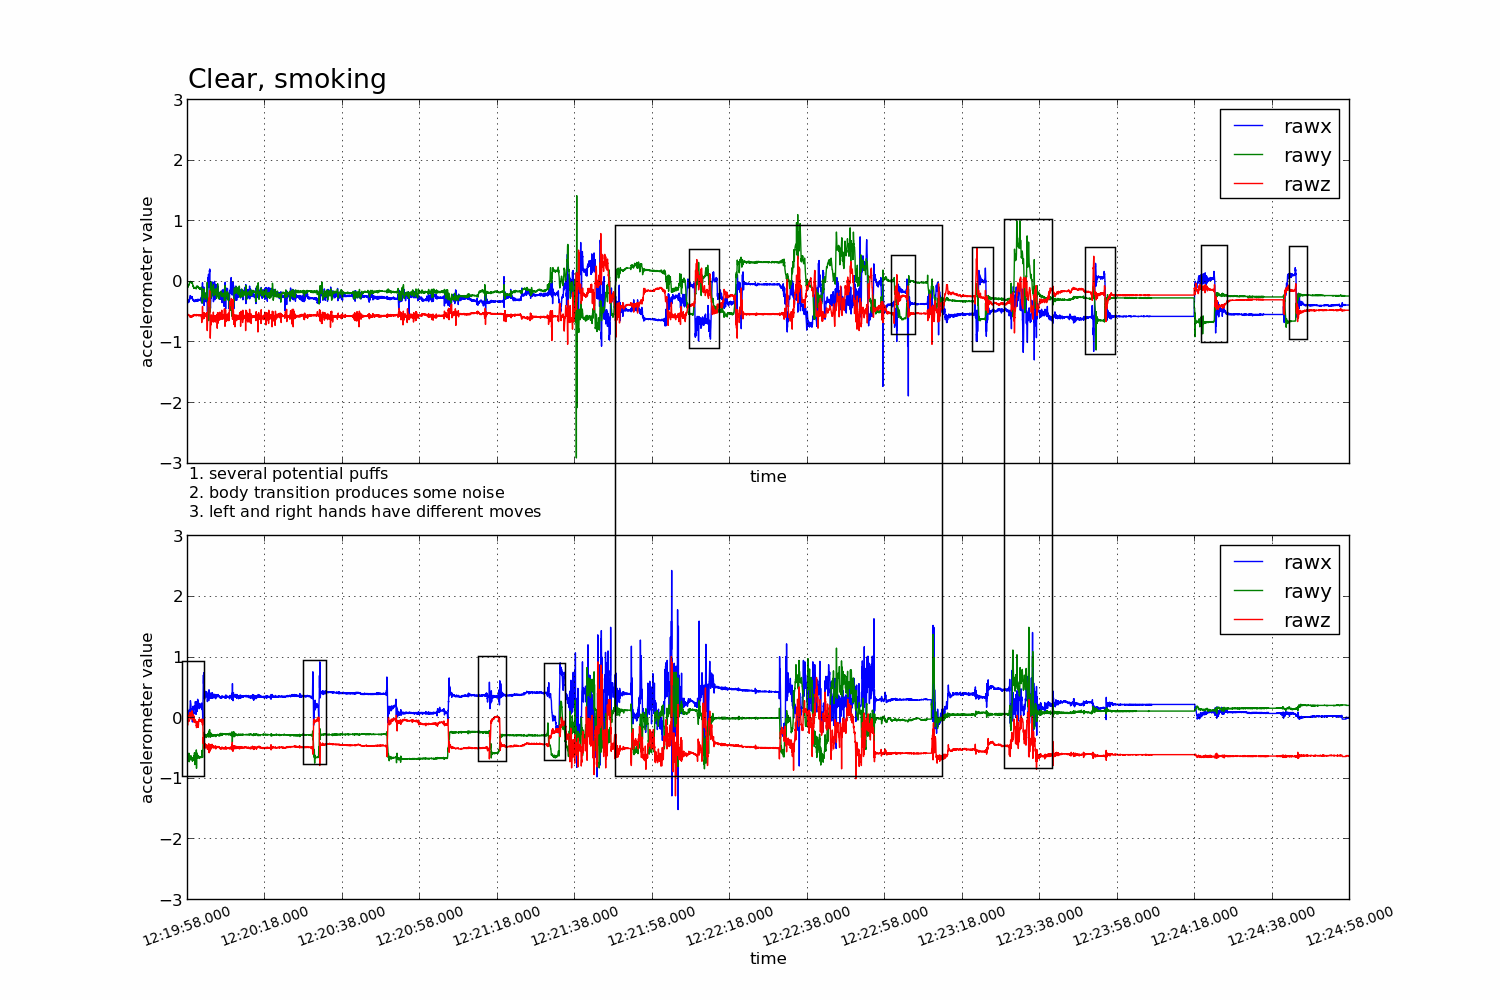 Clear, smoking
3
2
1
0
−1
−2
−3
accelerometer value
rawx
rawy
rawz
time
1. several potential puffs
2. body transition produces some noise
3. left and right hands have different moves
3
2
1
0
−1
−2
−3
accelerometer value
rawx
rawy
rawz
12:19:58.000
12:20:18.000
12:20:38.000
12:20:58.000
12:21:18.000
12:21:38.000
12:21:58.000
12:22:18.000
12:22:38.000
12:22:58.000
12:23:18.000
12:23:38.000
12:23:58.000
12:24:18.000
12:24:38.000
12:24:58.000
time